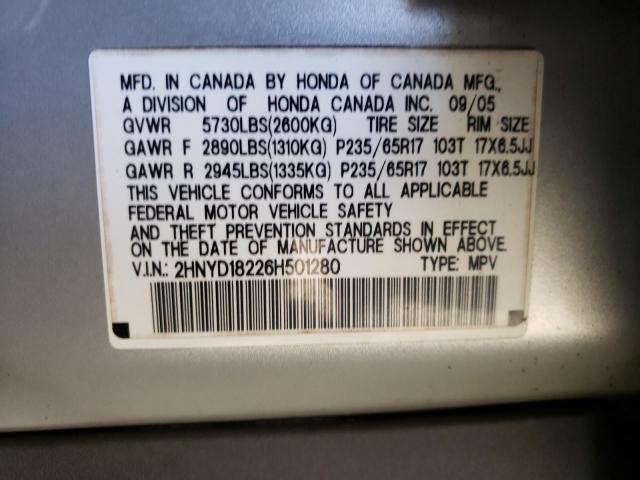 MFD. IN CANADA BY HONDA OF CANADA MFG.,
A DIVISION OF HONDA CANADA INC. 09/05
GVWR 5730LBS(2600KG) TIRE SIZE RIM SIZE
GAWR F 2890LBS(1310KG) P235/65R17 103T 17X6.5JJ
GAWR R 2945LBS(1335KG) P235/65R17 103T 17X6.5JJ
THIS VEHICLE CONFORMS TO ALL APPLICABLE
FEDERAL MOTOR VEHICLE SAFETY
AND THEFT PREVENTION STANDARDS IN EFFECT
ON THE DATE OF MANUFACTURE SHOWN ABOVE.
V.I.N.: 2HNYD18226H501280 TYPE: MPV